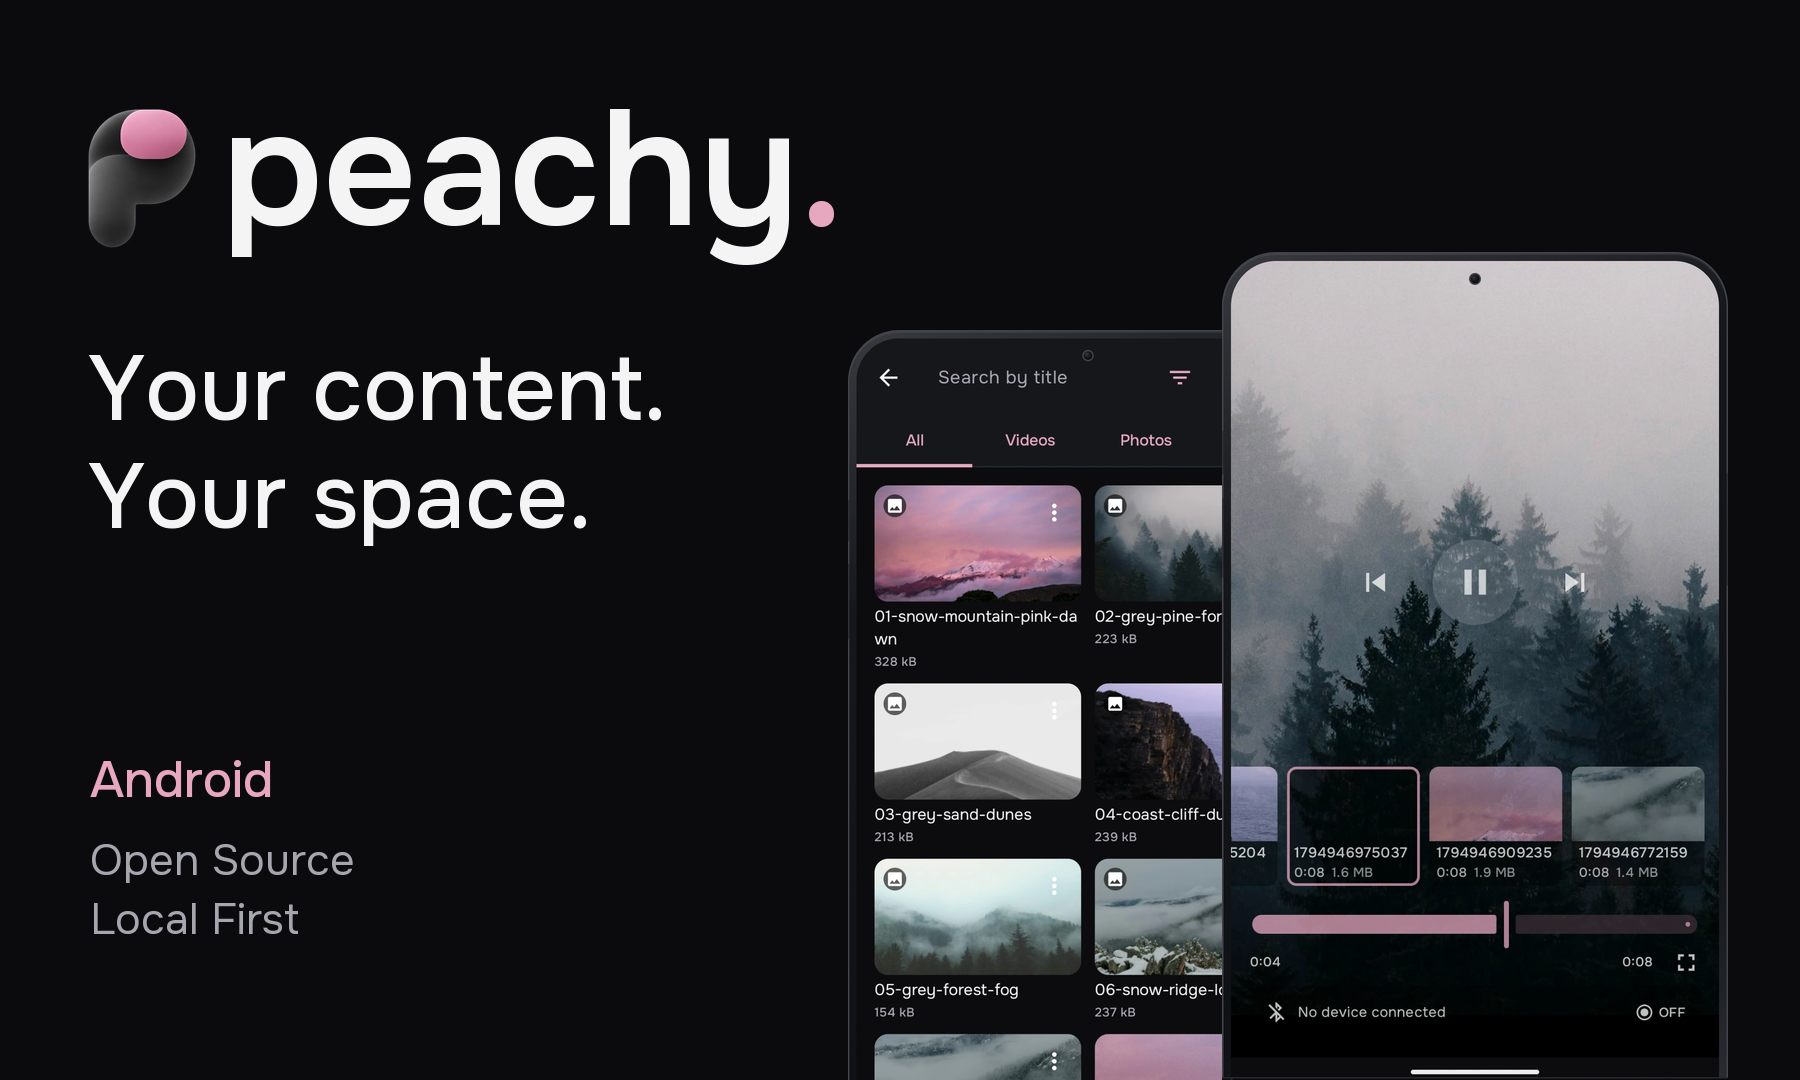 peachy.
Your content.
Your space.
Android
Open Source
Local First
Search by title
All
Videos
Photos
01-snow-mountain-pink-da
wn
328 kB
02-grey-pine-for
223 kB
03-grey-sand-dunes
213 kB
04-coast-cliff-du
239 kB
05-grey-forest-fog
154 kB
06-snow-ridge-lo
237 kB
5204
1794946975037
0:08 1.6 MB
1794946909235
0:08 1.9 MB
1794946772159
0:08 1.4 MB
0:04
0:08
No device connected
OFF